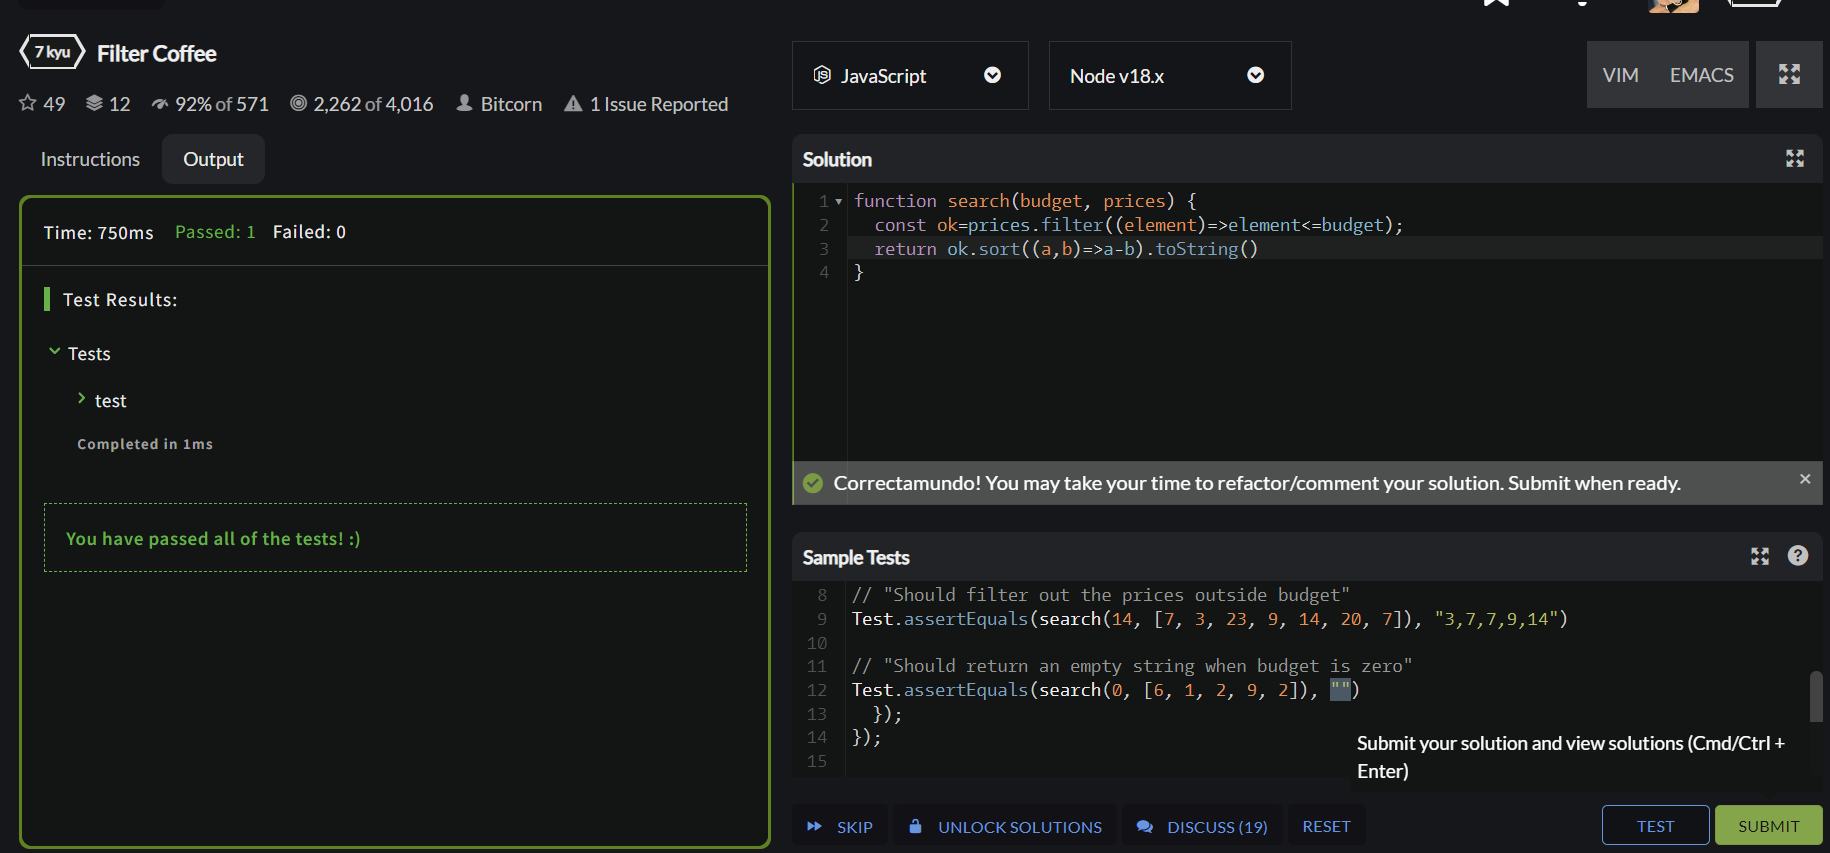 7 kyu Filter Coffee
49 12 92% of 571 2,262 of 4,016 Bitcorn 1 Issue Reported
Instructions Output
Time: 750ms Passed: 1 Failed: 0
Test Results:
Tests
test
Completed in 1ms
You have passed all of the tests! :)
JavaScript Node v18.x VIM EMACS
Solution
1 function search(budget, prices) {
2 const ok=prices.filter((element)=>element<=budget);
3 return ok.sort((a,b)=>a-b).toString()
4 }
Correctamundo! You may take your time to refactor/comment your solution. Submit when ready. ×
Sample Tests ?
8 // "Should filter out the prices outside budget"
9 Test.assertEquals(search(14, [7, 3, 23, 9, 14, 20, 7]), "3,7,7,9,14")
10
11 // "Should return an empty string when budget is zero"
12 Test.assertEquals(search(0, [6, 1, 2, 9, 2]), "")
13 });
14 });
15
Submit your solution and view solutions (Cmd/Ctrl +
Enter)
SKIP UNLOCK SOLUTIONS DISCUSS (19) RESET TEST SUBMIT